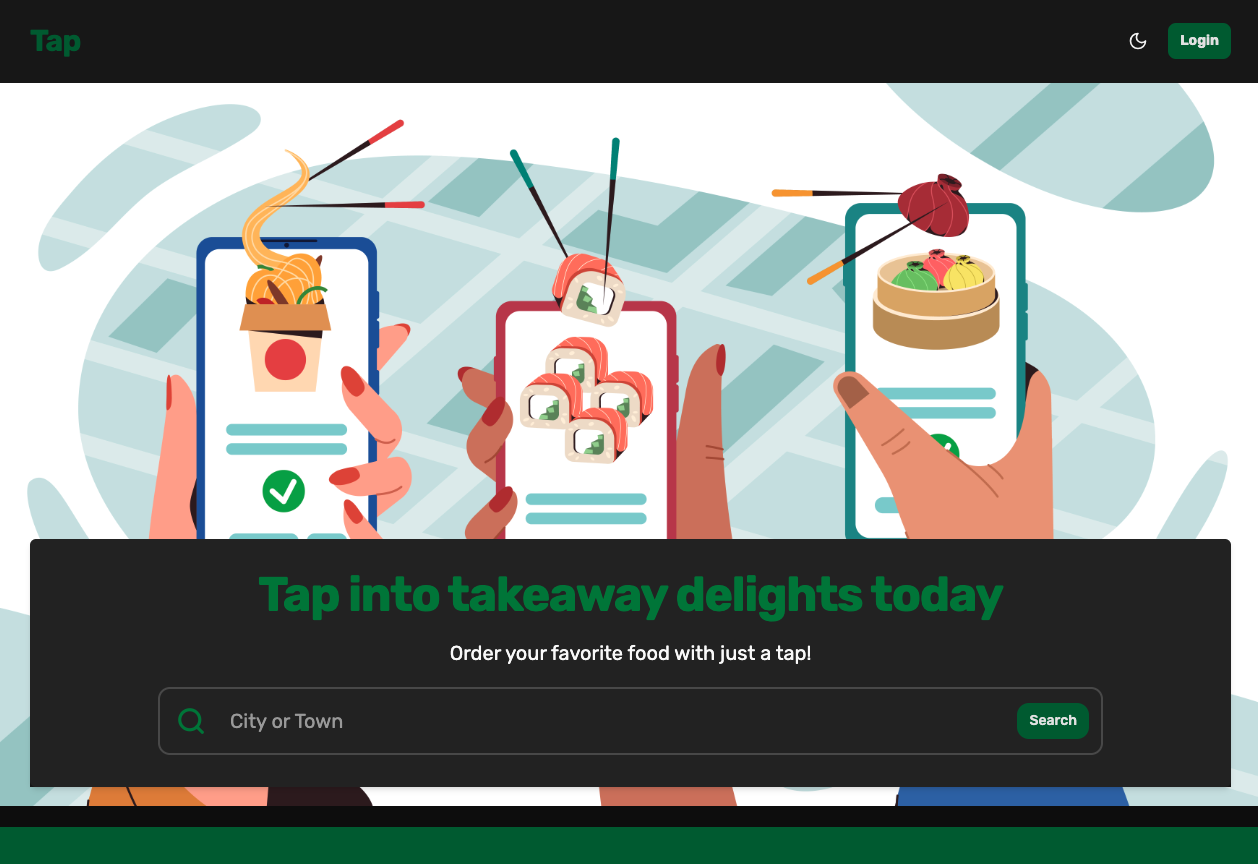 Tap
Login
Tap into takeaway delights today
Order your favorite food with just a tap!
City or Town
Search